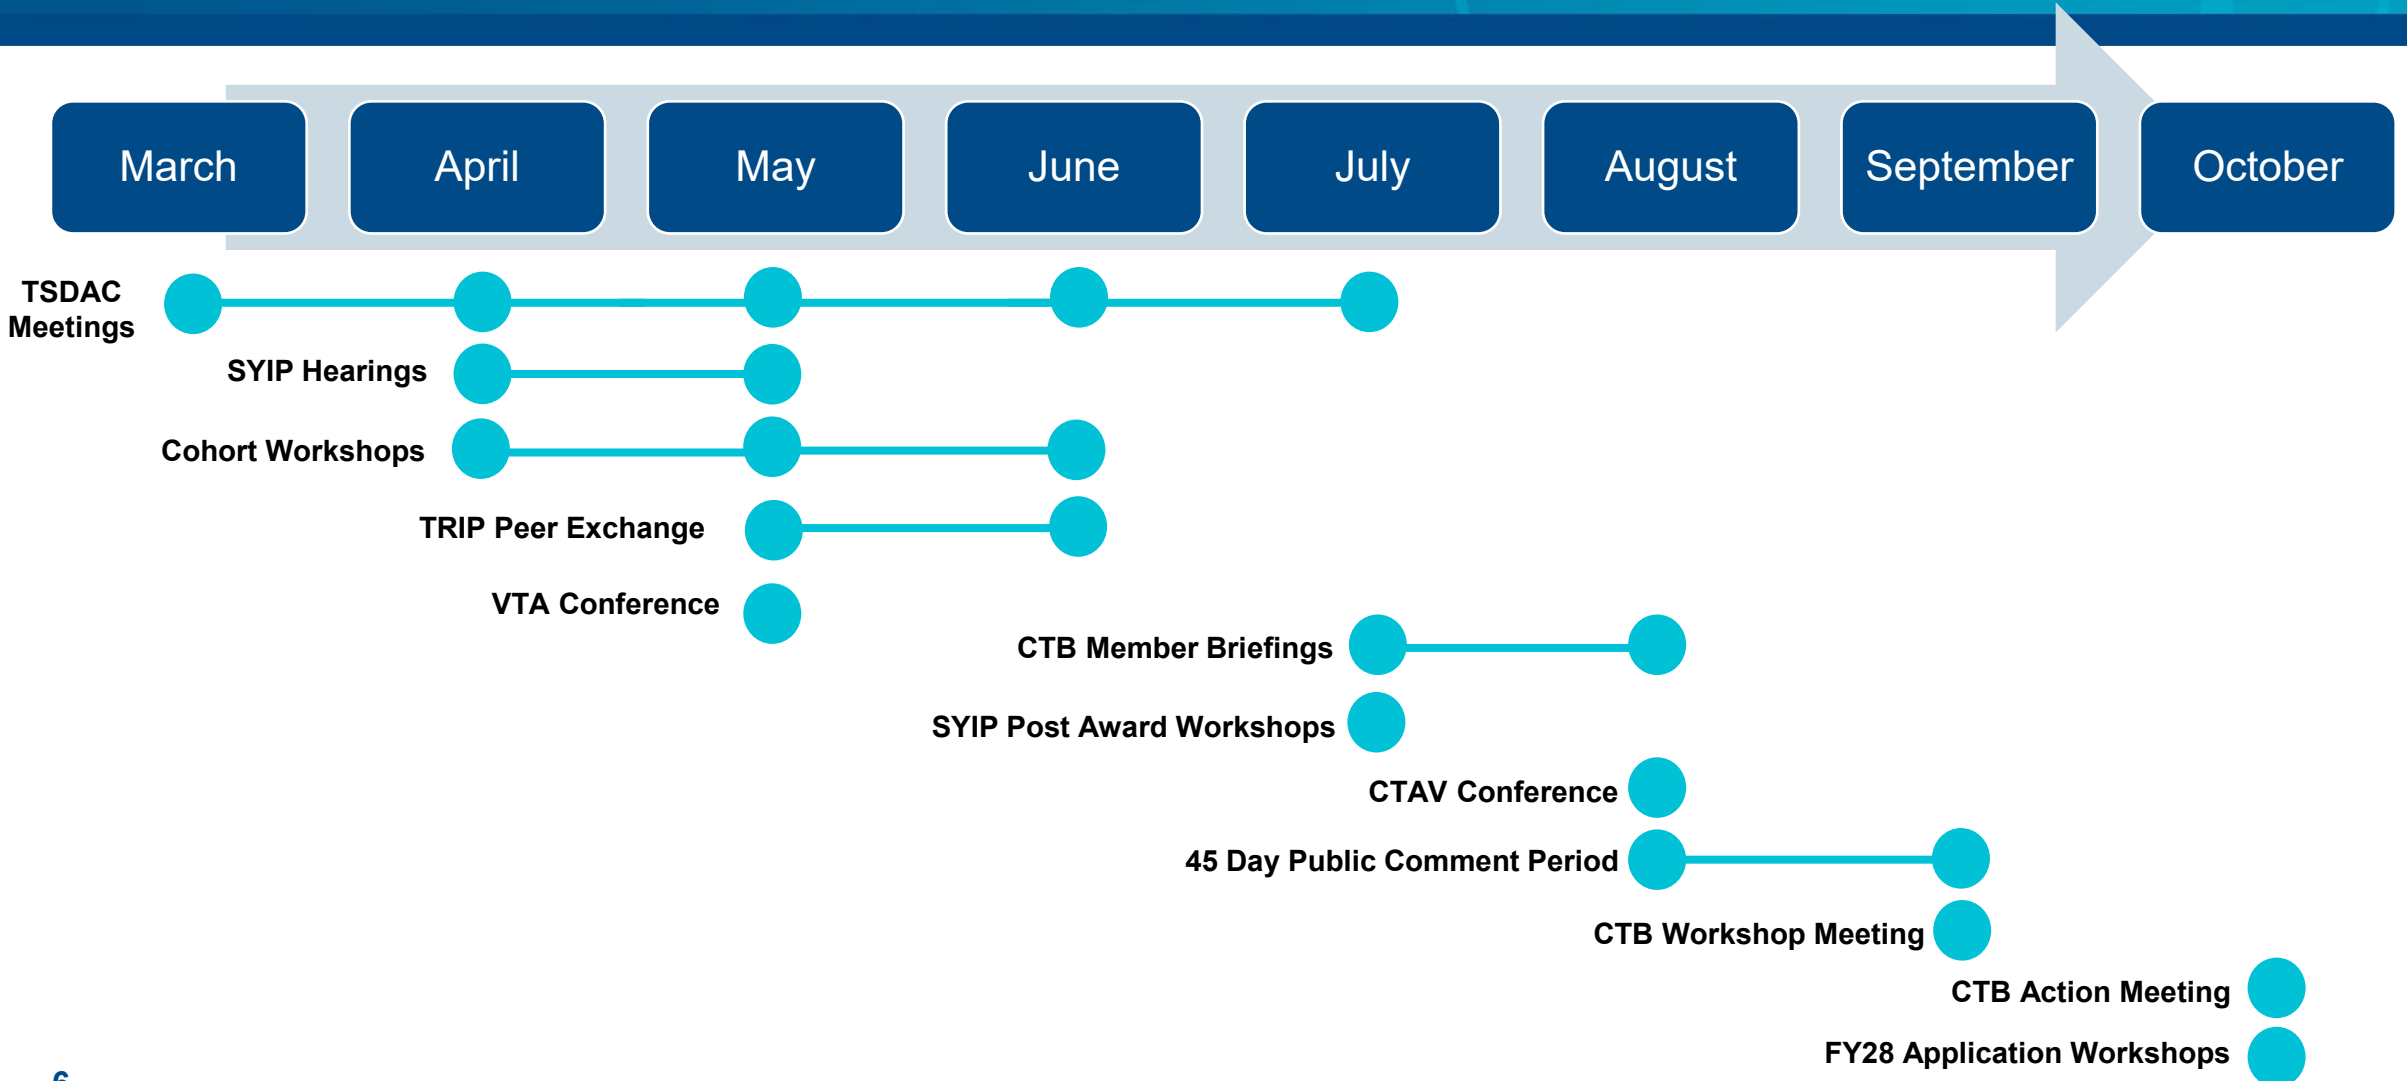 March
April
May
June
July
August
September
October
TSDAC
Meetings
SYIP Hearings
Cohort Workshops
TRIP Peer Exchange
VTA Conference
CTB Member Briefings
SYIP Post Award Workshops
CTAV Conference
45 Day Public Comment Period
CTB Workshop Meeting
CTB Action Meeting
FY28 Application Workshops
6